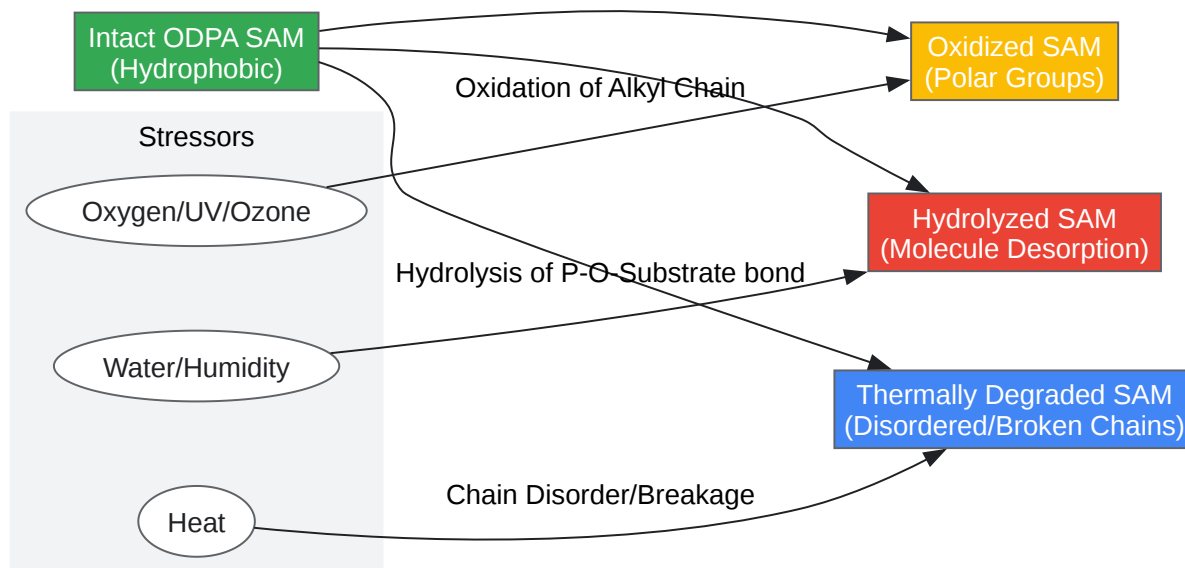 Intact ODPA SAM
(Hydrophobic)
Oxidized SAM
(Polar Groups)
Oxidation of Alkyl Chain
Stressors
Oxygen/UV/Ozone
Hydrolyzed SAM
(Molecule Desorption)
Hydrolysis of P-O-Substrate bond
Water/Humidity
Thermally Degraded SAM
(Disordered/Broken Chains)
Chain Disorder/Breakage
Heat